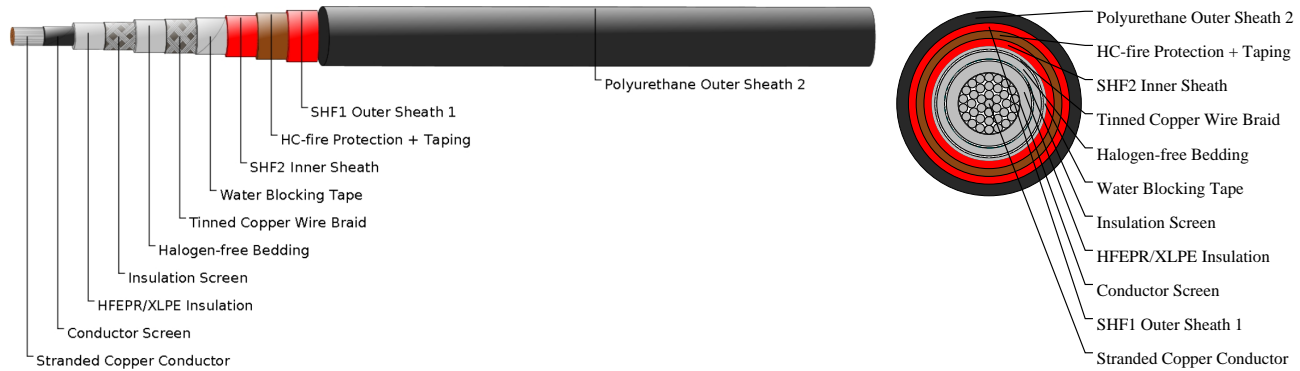 Polyurethane Outer Sheath 2
SHF1 Outer Sheath 1
HC-fire Protection + Taping
SHF2 Inner Sheath
Water Blocking Tape
Tinned Copper Wire Braid
Halogen-free Bedding
Insulation Screen
HFEPR/XLPE Insulation
Conductor Screen
Stranded Copper Conductor
Polyurethane Outer Sheath 2
HC-fire Protection + Taping
SHF2 Inner Sheath
Tinned Copper Wire Braid
Halogen-free Bedding
Water Blocking Tape
Insulation Screen
HFEPR/XLPE Insulation
Conductor Screen
SHF1 Outer Sheath 1
Stranded Copper Conductor